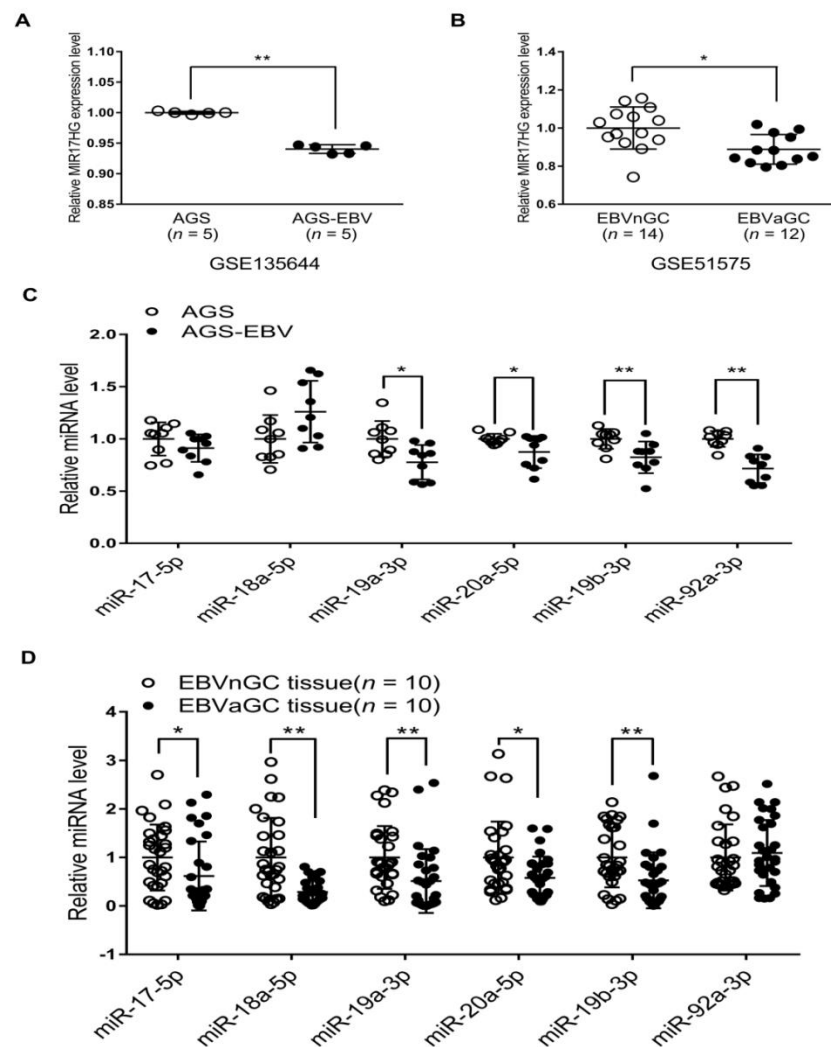 A
Relative MIR17HG expression level
1.10
1.05
1.00
0.95
0.90
0.85
**
AGS
(n = 5)
AGS-EBV
(n = 5)
GSE135644
B
Relative MIR17HG expression level
1.4
1.2
1.0
0.8
0.6
*
EBVnGC
(n = 14)
EBVaGC
(n = 12)
GSE51575
C
AGS
AGS-EBV
Relative miRNA level
2.0
1.5
1.0
0.5
0.0
*
*
**
**
miR-17-5p
miR-18a-5p
miR-19a-3p
miR-20a-5p
miR-19b-3p
miR-92a-3p
D
EBVnGC tissue(n = 10)
EBVaGC tissue(n = 10)
Relative miRNA level
4
3
2
1
0
-1
*
**
**
*
**
miR-17-5p
miR-18a-5p
miR-19a-3p
miR-20a-5p
miR-19b-3p
miR-92a-3p